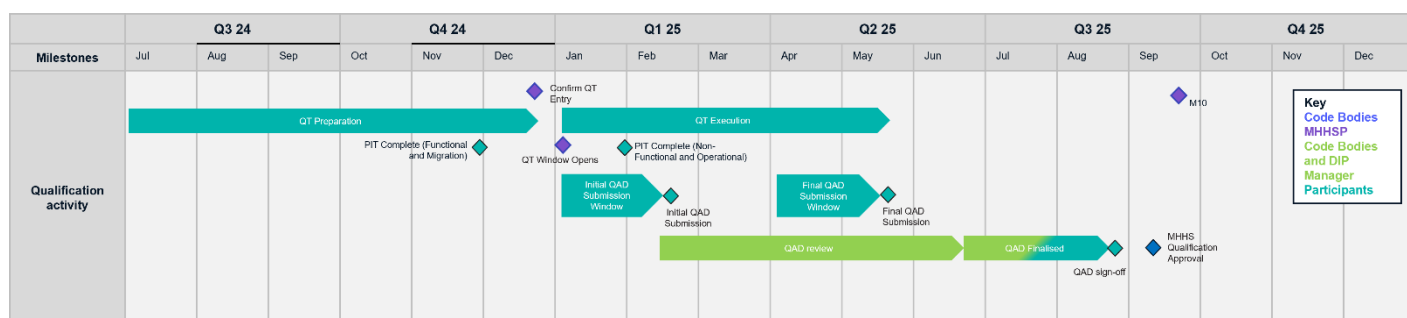 Q3 24
Q4 24
Q1 25
Q2 25
Q3 25
Q4 25
Milestones
Jul
Aug
Sep
Oct
Nov
Dec
Jan
Feb
Mar
Apr
May
Jun
Jul
Aug
Sep
Oct
Nov
Dec
Qualification
activity
Confirm QT
Entry
QT Preparation
QT Execution
M10
PIT Complete (Functional
and Migration)
QT Window Opens
PIT Complete (Non-
Functional and Operational)
Initial QAD
Submission
Window
Initial QAD
Submission
Final QAD
Submission
Window
Final QAD
Submission
QAD review
QAD Finalised
QAD sign-off
MHHS
Qualification
Approval
Key
Code Bodies
MHHSP
Code Bodies
and DIP
Manager
Participants